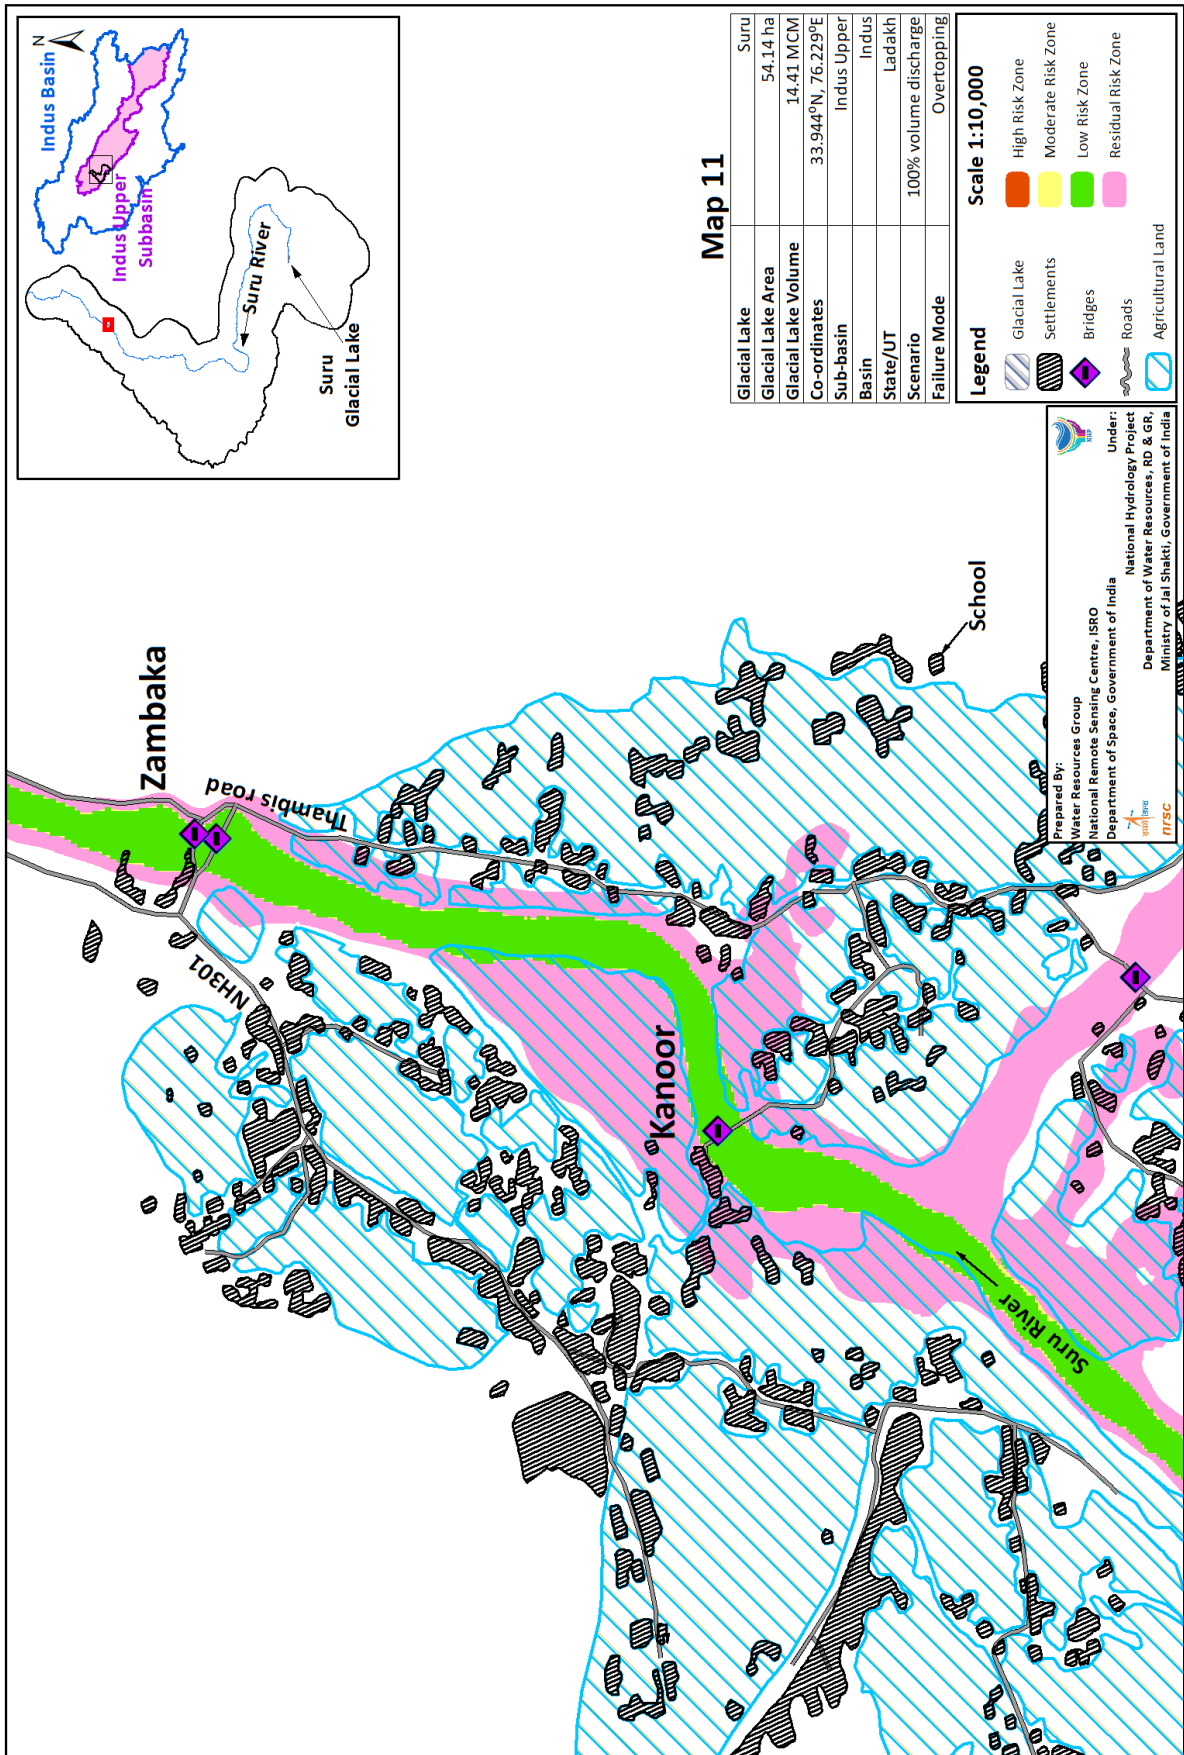 Indus Basin
N
Indus Upper
Subbasin
Suru River
Suru
Glacial Lake
Zambaka
Thambis road
NH301
Kanoor
Suru River
School
Map 11
Glacial Lake Suru
Glacial Lake Area 54.14 ha
Glacial Lake Volume 14.41 MCM
Co-ordinates 33.944⁰N, 76.229⁰E
Sub-basin Indus Upper
Basin Indus
State/UT Ladakh
Scenario 100% volume discharge
Failure Mode Overtopping
Legend
Scale 1:10,000
Glacial Lake
Settlements
Bridges
Roads
Agricultural Land
High Risk Zone
Moderate Risk Zone
Low Risk Zone
Residual Risk Zone
Prepared By:
Water Resources Group
National Remote Sensing Centre, ISRO
Department of Space, Government of India
इसरो isro
nrsc
NHP
Under:
National Hydrology Project
Department of Water Resources, RD & GR,
Ministry of Jal Shakti, Government of India